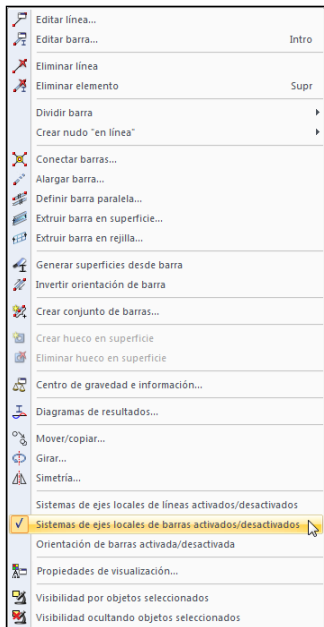 Editar línea...
Editar barra... Intro
Eliminar línea
Eliminar elemento Supr
Dividir barra
Crear nudo "en línea"
Conectar barras...
Alargar barra...
Definir barra paralela...
Extruir barra en superficie...
Extruir barra en rejilla...
Generar superficies desde barra
Invertir orientación de barra
Crear conjunto de barras...
Crear hueco en superficie
Eliminar hueco en superficie
Centro de gravedad e información...
Diagramas de resultados...
Mover/copiar...
Girar...
Simetría...
Sistemas de ejes locales de líneas activados/desactivados
Sistemas de ejes locales de barras activados/desactivados
Orientación de barras activada/desactivada
Propiedades de visualización...
Visibilidad por objetos seleccionados
Visibilidad ocultando objetos seleccionados